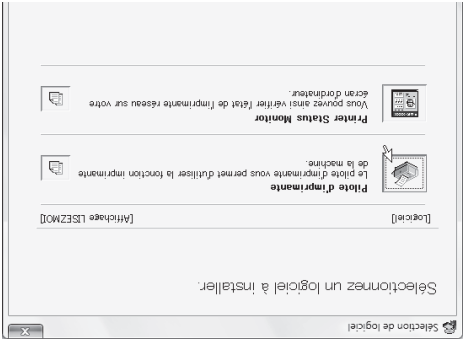 Sélection de logiciel
Sélectionnez un logiciel à installer.
[Logiciel] [Affichage LISEZMOI]
Pilote d'imprimante
Le pilote d'imprimante vous permet d'utiliser la fonction imprimante
de la machine.
Printer Status Monitor
Vous pouvez ainsi vérifier l'état de l'imprimante réseau sur votre
écran d'ordinateur.